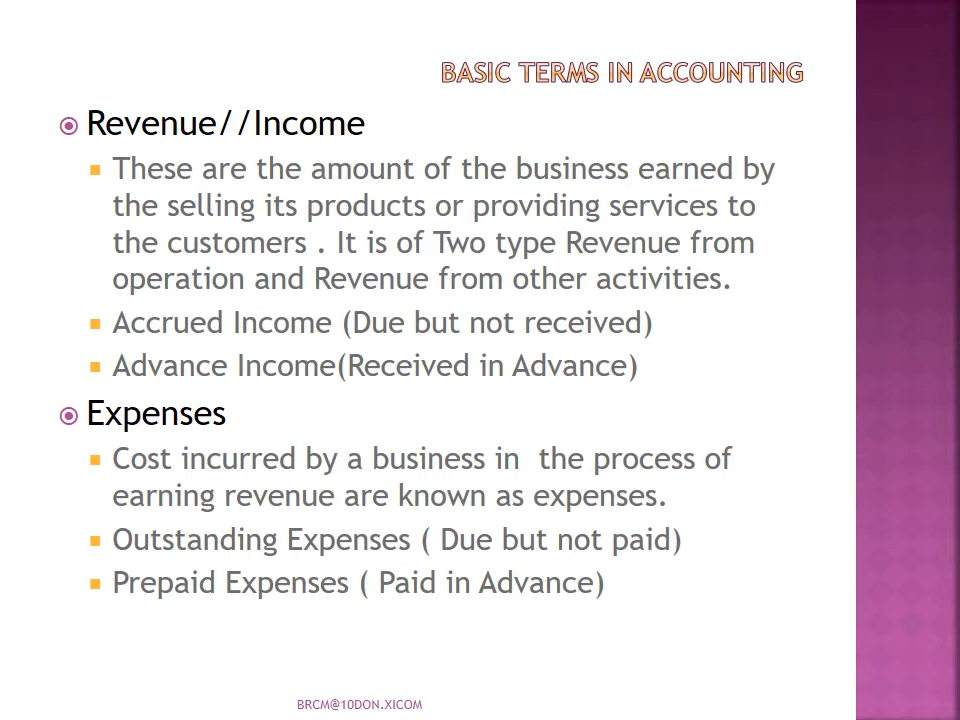 BASIC TERMS IN ACCOUNTING
Revenue//Income
These are the amount of the business earned by
the selling its products or providing services to
the customers . It is of Two type Revenue from
operation and Revenue from other activities.
Accrued Income (Due but not received)
Advance Income(Received in Advance)
Expenses
Cost incurred by a business in  the process of
earning revenue are known as expenses.
Outstanding Expenses ( Due but not paid)
Prepaid Expenses ( Paid in Advance)
BRCM@10DON.XICOM